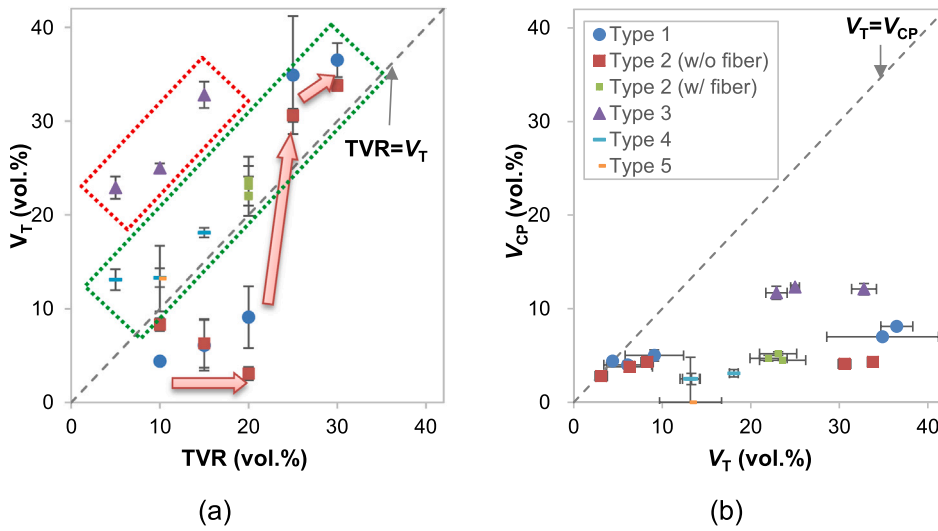 40
30
20
10
0
V_T (vol.%)
0 10 20 30 40
TVR (vol.%)
TVR=V_T
(a)
40
30
20
10
0
V_CP (vol.%)
V_T=V_CP
Type 1
Type 2 (w/o fiber)
Type 2 (w/ fiber)
Type 3
Type 4
Type 5
0 10 20 30 40
V_T (vol.%)
(b)